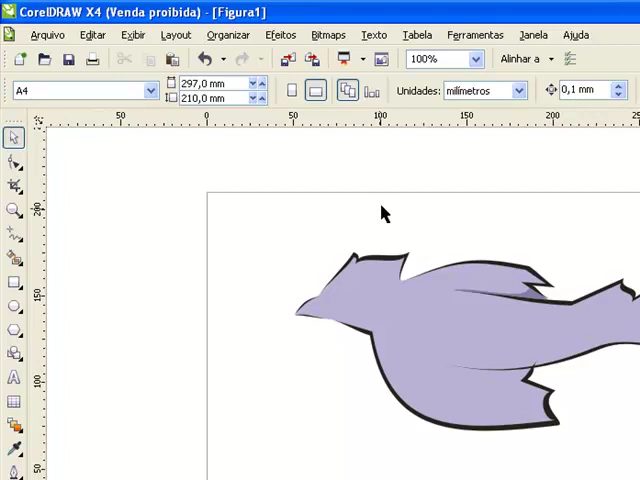 CorelDRAW X4 (Venda proibida) - [Figura1]
Arquivo Editar Exibir Layout Organizar Efeitos Bitmaps Texto Tabela Ferramentas Janela Ajuda
100% Alinhar a
A4 297,0 mm 210,0 mm Unidades: milímetros 0,1 mm
50 0 50 100 150 200
200
150
100
50